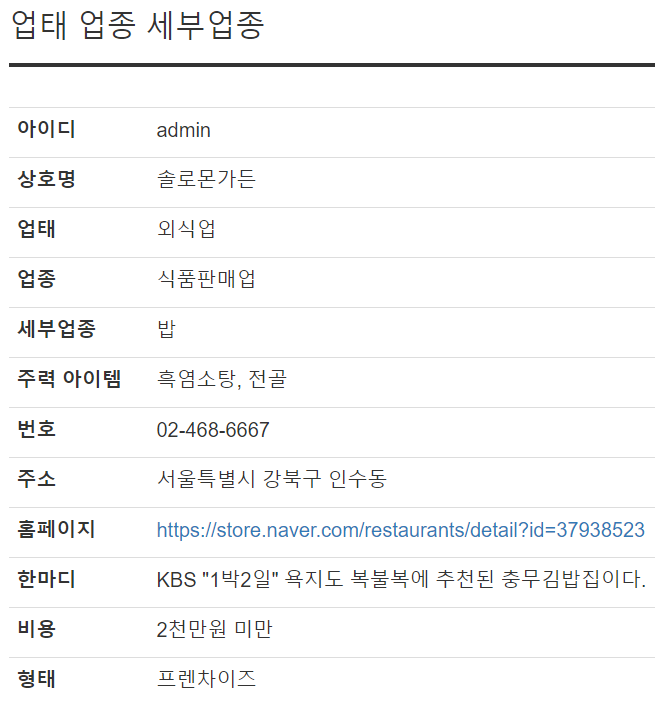 업태 업종 세부업종
아이디 admin
상호명 솔로몬가든
업태 외식업
업종 식품판매업
세부업종 밥
주력 아이템 흑염소탕, 전골
번호 02-468-6667
주소 서울특별시 강북구 인수동
홈페이지 https://store.naver.com/restaurants/detail?id=37938523
한마디 KBS "1박2일" 욕지도 복불복에 추천된 충무김밥집이다.
비용 2천만원 미만
형태 프렌차이즈